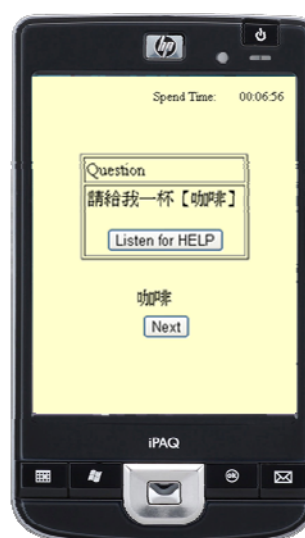 hp
Spend Time: 00:06:56
Question
請給我一杯【咖啡】
Listen for HELP
咖啡
Next
iPAQ
ok